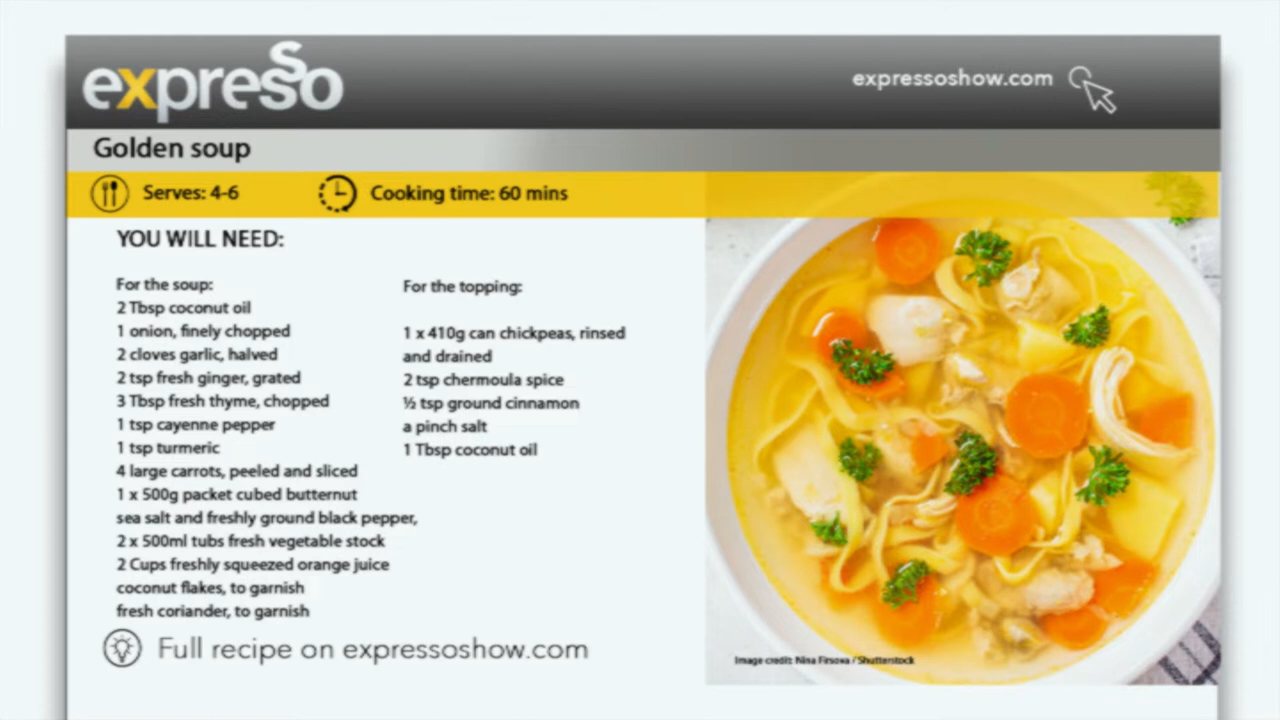 expresso
expressoshow.com
Golden soup
Serves: 4-6
Cooking time: 60 mins
YOU WILL NEED:
For the soup:
2 Tbsp coconut oil
1 onion, finely chopped
2 cloves garlic, halved
2 tsp fresh ginger, grated
3 Tbsp fresh thyme, chopped
1 tsp cayenne pepper
1 tsp turmeric
4 large carrots, peeled and sliced
1 x 500g packet cubed butternut
sea salt and freshly ground black pepper,
2 x 500ml tubs fresh vegetable stock
2 Cups freshly squeezed orange juice
coconut flakes, to garnish
fresh coriander, to garnish
For the topping:
1 x 410g can chickpeas, rinsed
and drained
2 tsp chermoula spice
½ tsp ground cinnamon
a pinch salt
1 Tbsp coconut oil
Full recipe on expressoshow.com
Image credit: Nina Firsova / Shutterstock